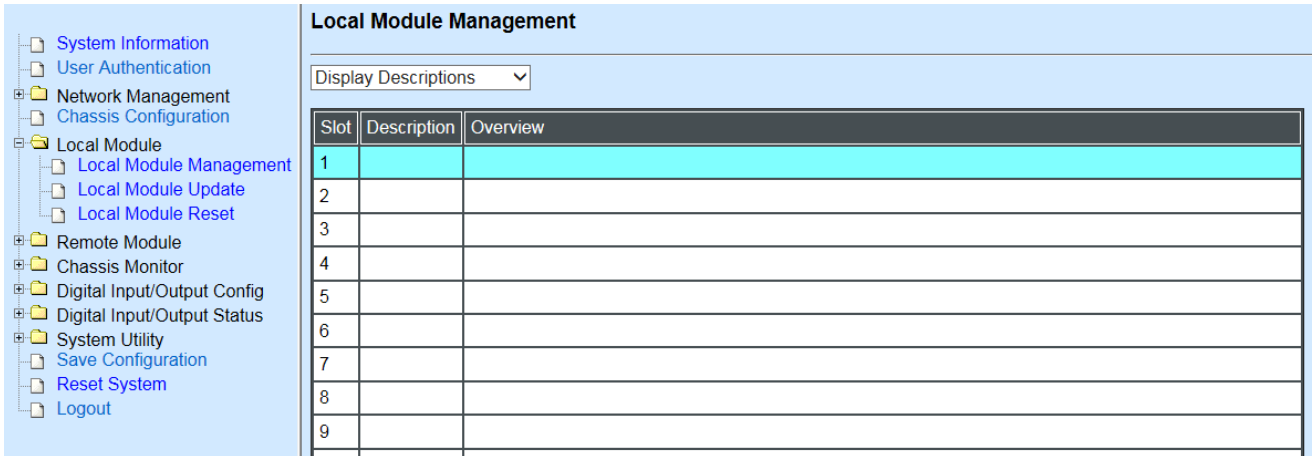 System Information
User Authentication
Network Management
Chassis Configuration
Local Module
Local Module Management
Local Module Update
Local Module Reset
Remote Module
Chassis Monitor
Digital Input/Output Config
Digital Input/Output Status
System Utility
Save Configuration
Reset System
Logout
Local Module Management
Display Descriptions
Slot Description Overview
1
2
3
4
5
6
7
8
9